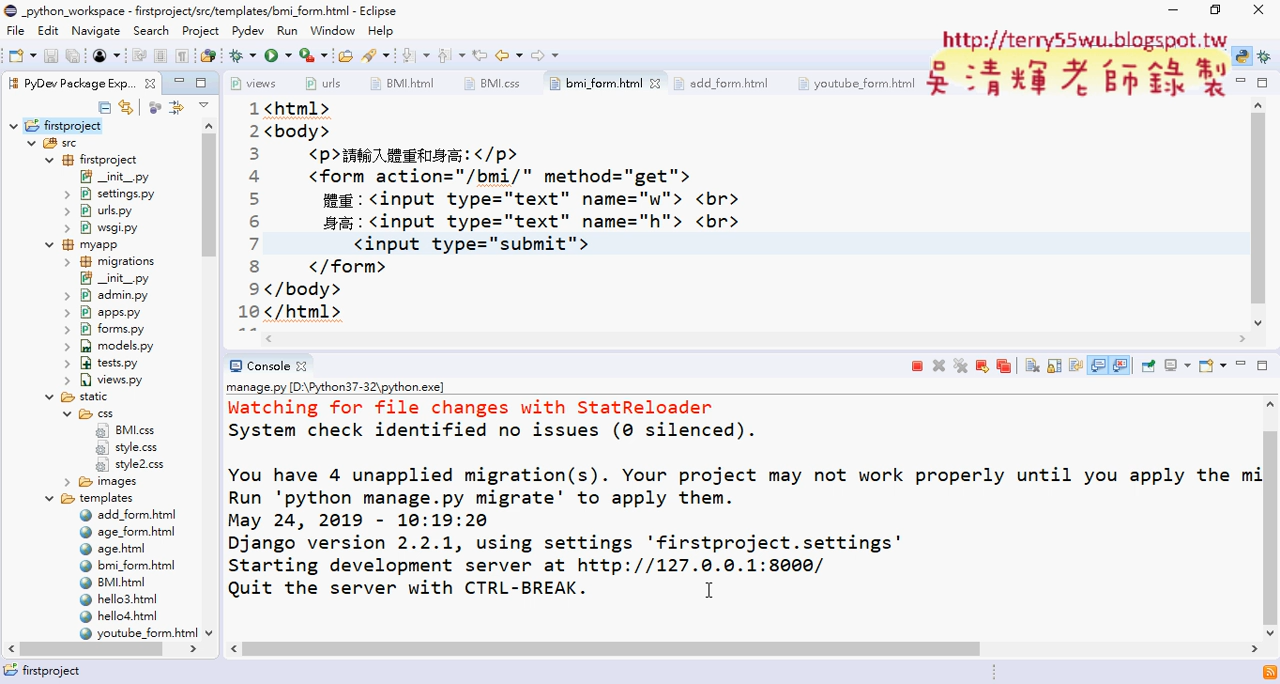 _python_workspace - firstproject/src/templates/bmi_form.html - Eclipse
File Edit Navigate Search Project Pydev Run Window Help
http://terry55wu.blogspot.tw
吳清輝老師錄製
PyDev Package Exp...
views urls BMI.html BMI.css bmi_form.html add_form.html youtube_form.html
firstproject
src
firstproject
__init__.py
settings.py
urls.py
wsgi.py
myapp
migrations
__init__.py
admin.py
apps.py
forms.py
models.py
tests.py
views.py
static
css
BMI.css
style.css
style2.css
images
templates
add_form.html
age_form.html
age.html
bmi_form.html
BMI.html
hello3.html
hello4.html
youtube_form.html
1 <html>
2 <body>
3 <p>請輸入體重和身高:</p>
4 <form action="/bmi/" method="get">
5 體重：<input type="text" name="w"> <br>
6 身高：<input type="text" name="h"> <br>
7 <input type="submit">
8 </form>
9 </body>
10 </html>
Console
manage.py [D:\Python37-32\python.exe]
Watching for file changes with StatReloader
System check identified no issues (0 silenced).
You have 4 unapplied migration(s). Your project may not work properly until you apply the mi
Run 'python manage.py migrate' to apply them.
May 24, 2019 - 10:19:20
Django version 2.2.1, using settings 'firstproject.settings'
Starting development server at http://127.0.0.1:8000/
Quit the server with CTRL-BREAK.
firstproject